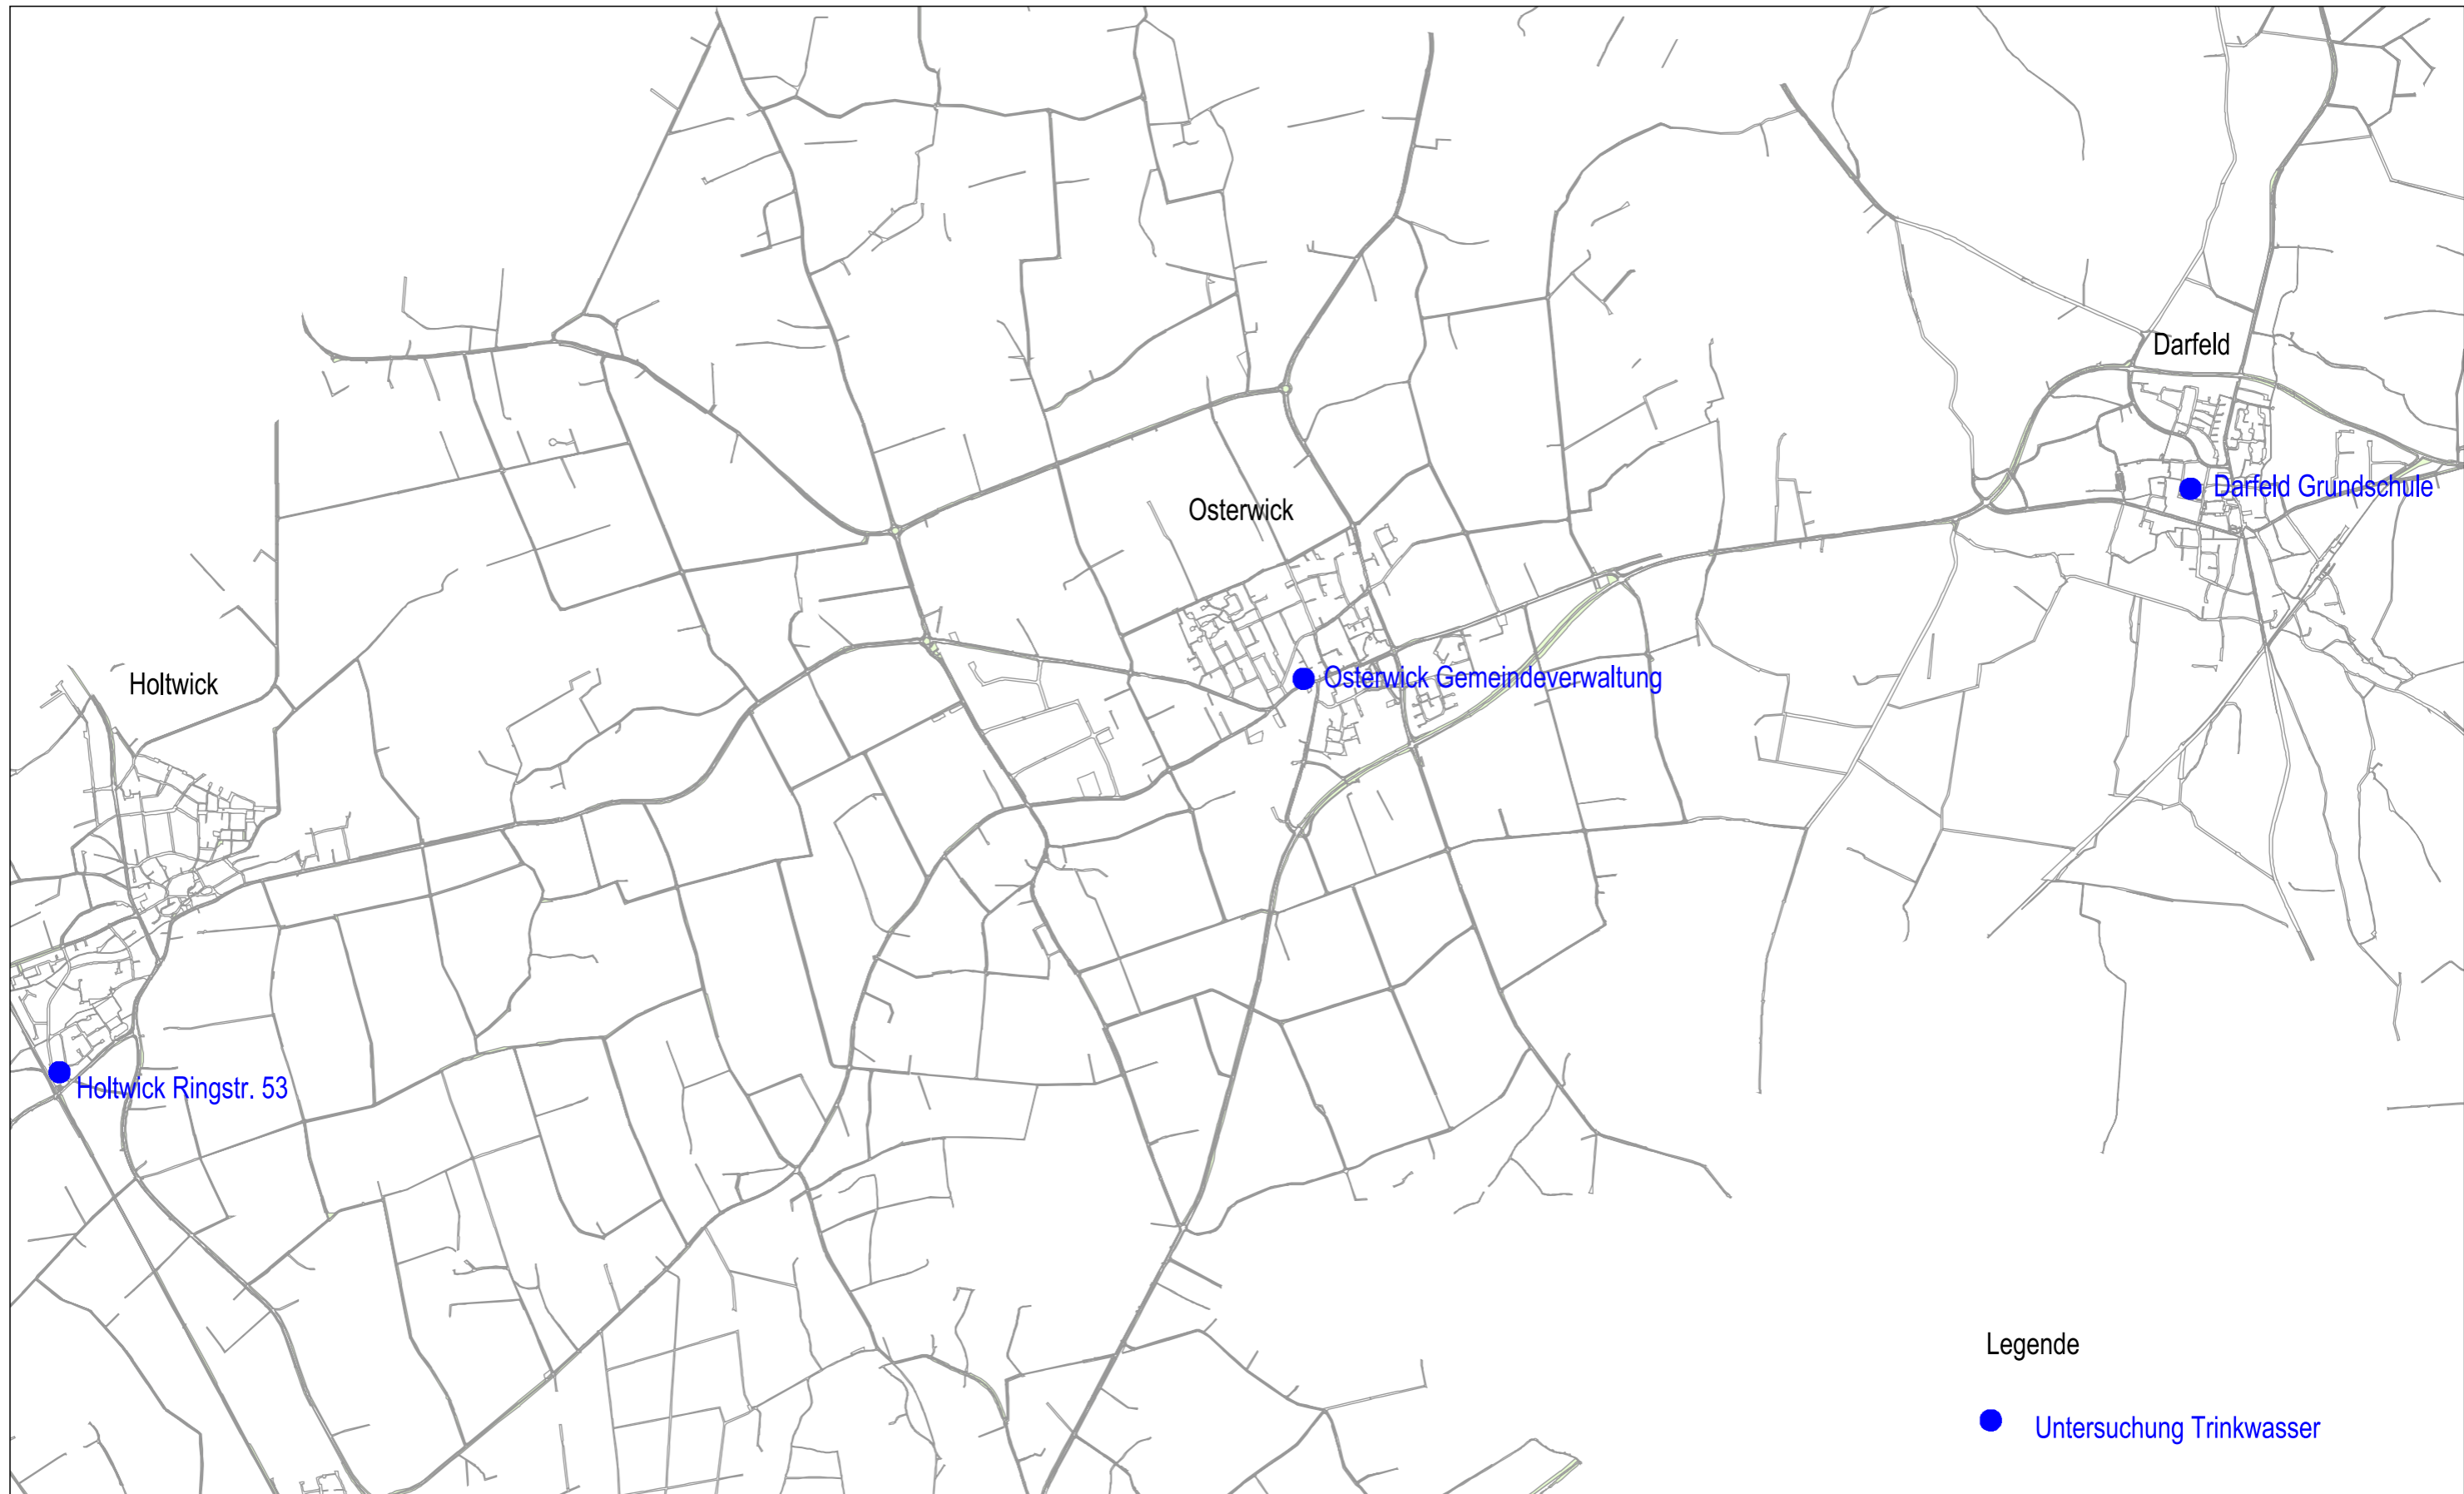 Darfeld
Darfeld Grundschule
Osterwick
Osterwick Gemeindeverwaltung
Holtwick
Holtwick Ringstr. 53
Legende
Untersuchung Trinkwasser